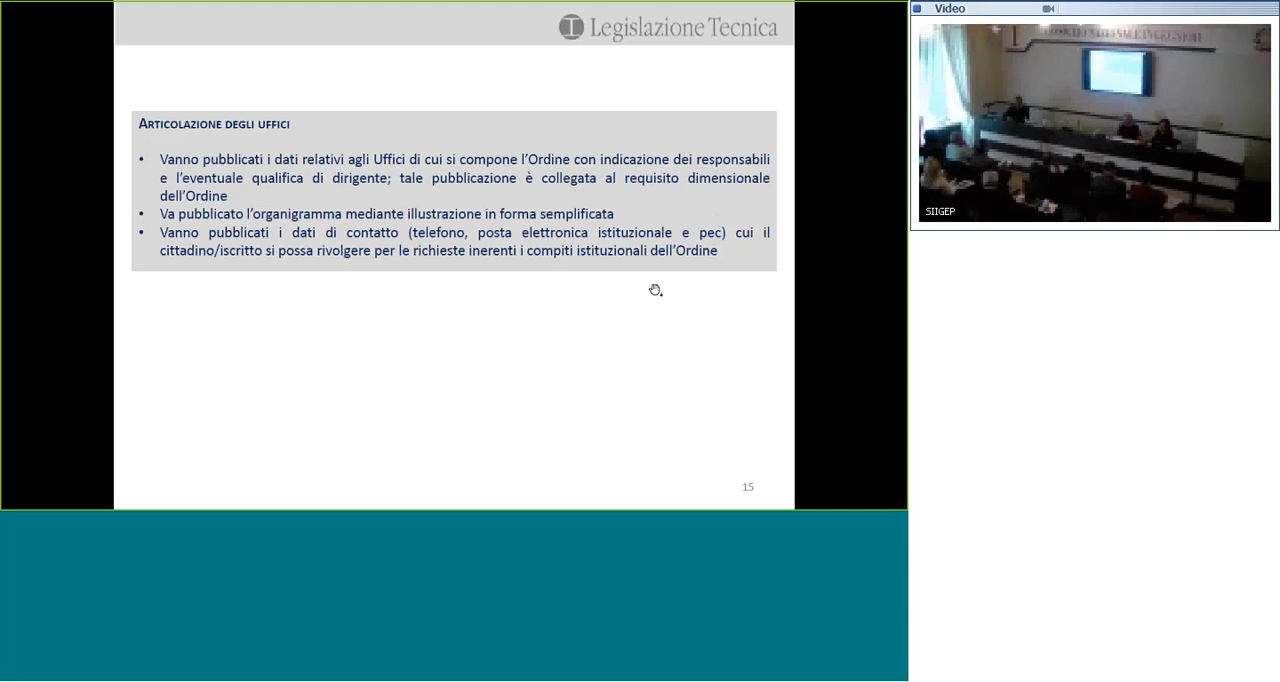 Legislazione Tecnica
ARTICOLAZIONE DEGLI UFFICI
• Vanno pubblicati i dati relativi agli Uffici di cui si compone l'Ordine con indicazione dei responsabili
e l'eventuale qualifica di dirigente; tale pubblicazione è collegata al requisito dimensionale
dell'Ordine
• Va pubblicato l'organigramma mediante illustrazione in forma semplificata
• Vanno pubblicati i dati di contatto (telefono, posta elettronica istituzionale e pec) cui il
cittadino/iscritto si possa rivolgere per le richieste inerenti i compiti istituzionali dell'Ordine
15
Video
SIIGEP